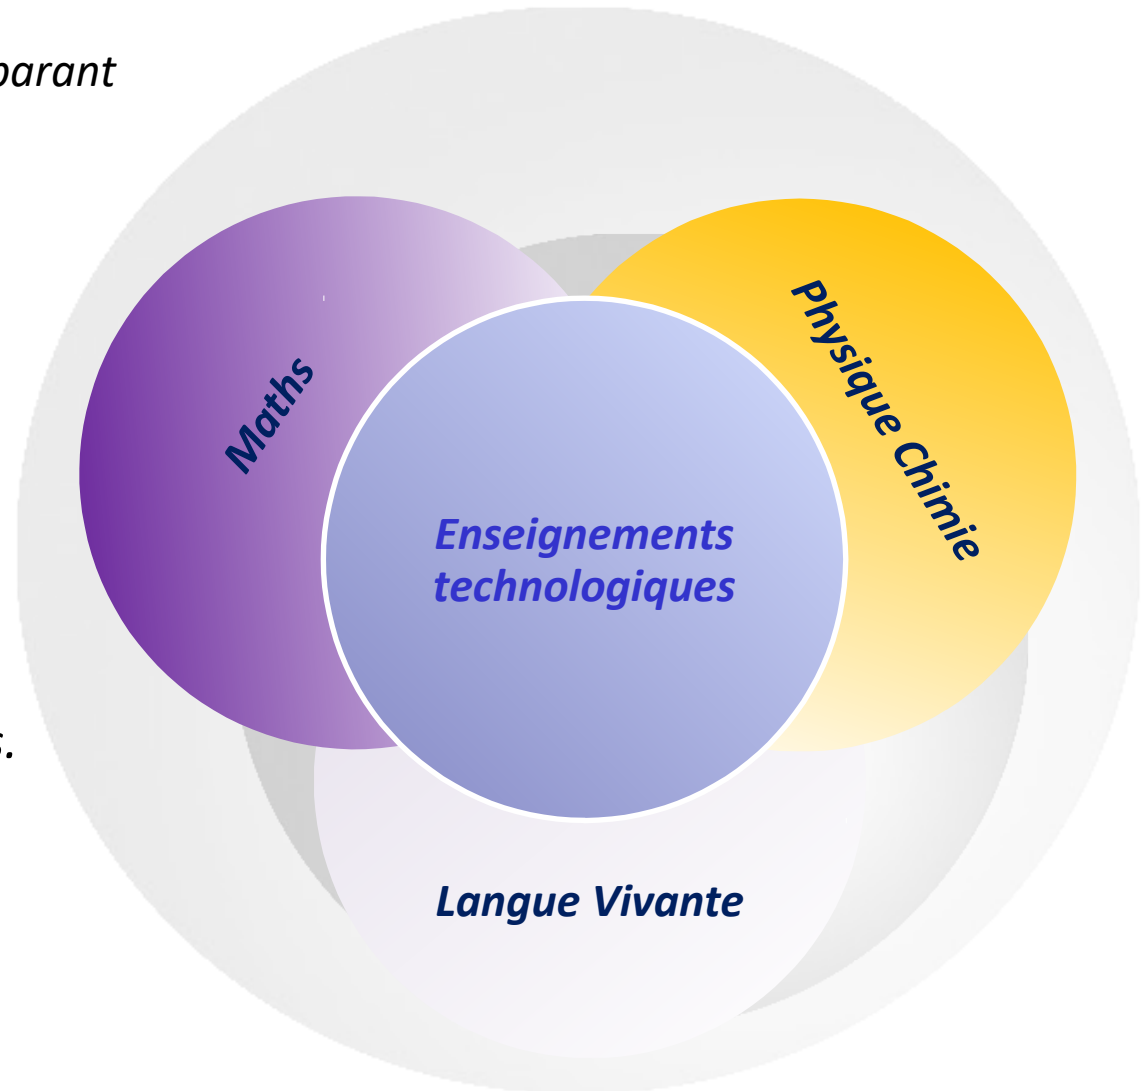 parant
Maths
Physique Chimie
Enseignements
technologiques
s.
Langue Vivante